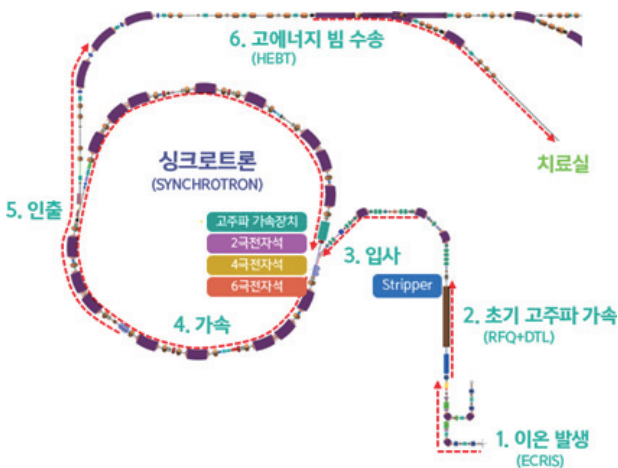 6. 고에너지 빔 수송
(HEBT)
치료실
싱크로트론
(SYNCHROTRON)
5. 인출
고주파 가속장치
2극전자석
4극전자석
6극전자석
3. 입사
Stripper
4. 가속
2. 초기 고주파 가속
(RFQ+DTL)
1. 이온 발생
(ECRIS)